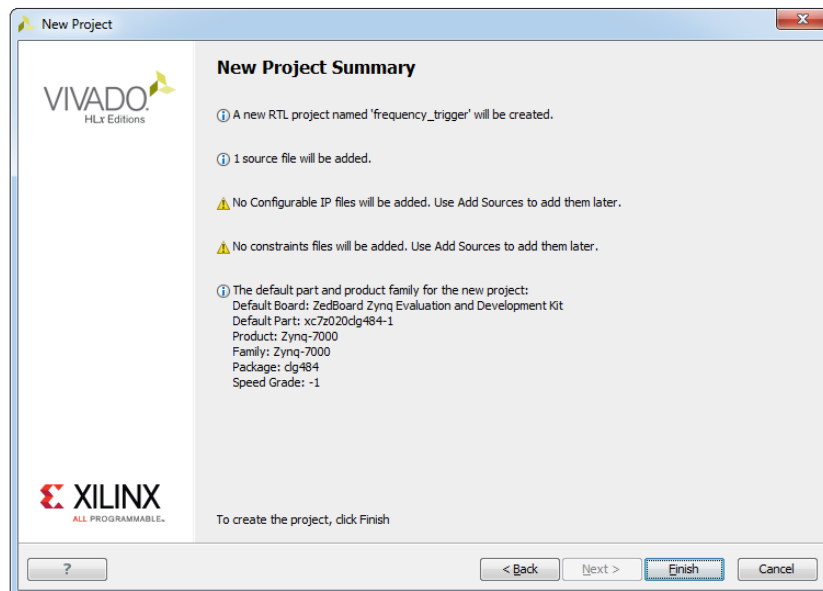 New Project
VIVADO.
HLx Editions
New Project Summary
A new RTL project named 'frequency_trigger' will be created.
1 source file will be added.
No Configurable IP files will be added. Use Add Sources to add them later.
No constraints files will be added. Use Add Sources to add them later.
The default part and product family for the new project:
Default Board: ZedBoard Zynq Evaluation and Development Kit
Default Part: xc7z020clg484-1
Product: Zynq-7000
Family: Zynq-7000
Package: clg484
Speed Grade: -1
XILINX
ALL PROGRAMMABLE.
To create the project, click Finish
?
< Back
Next >
Finish
Cancel